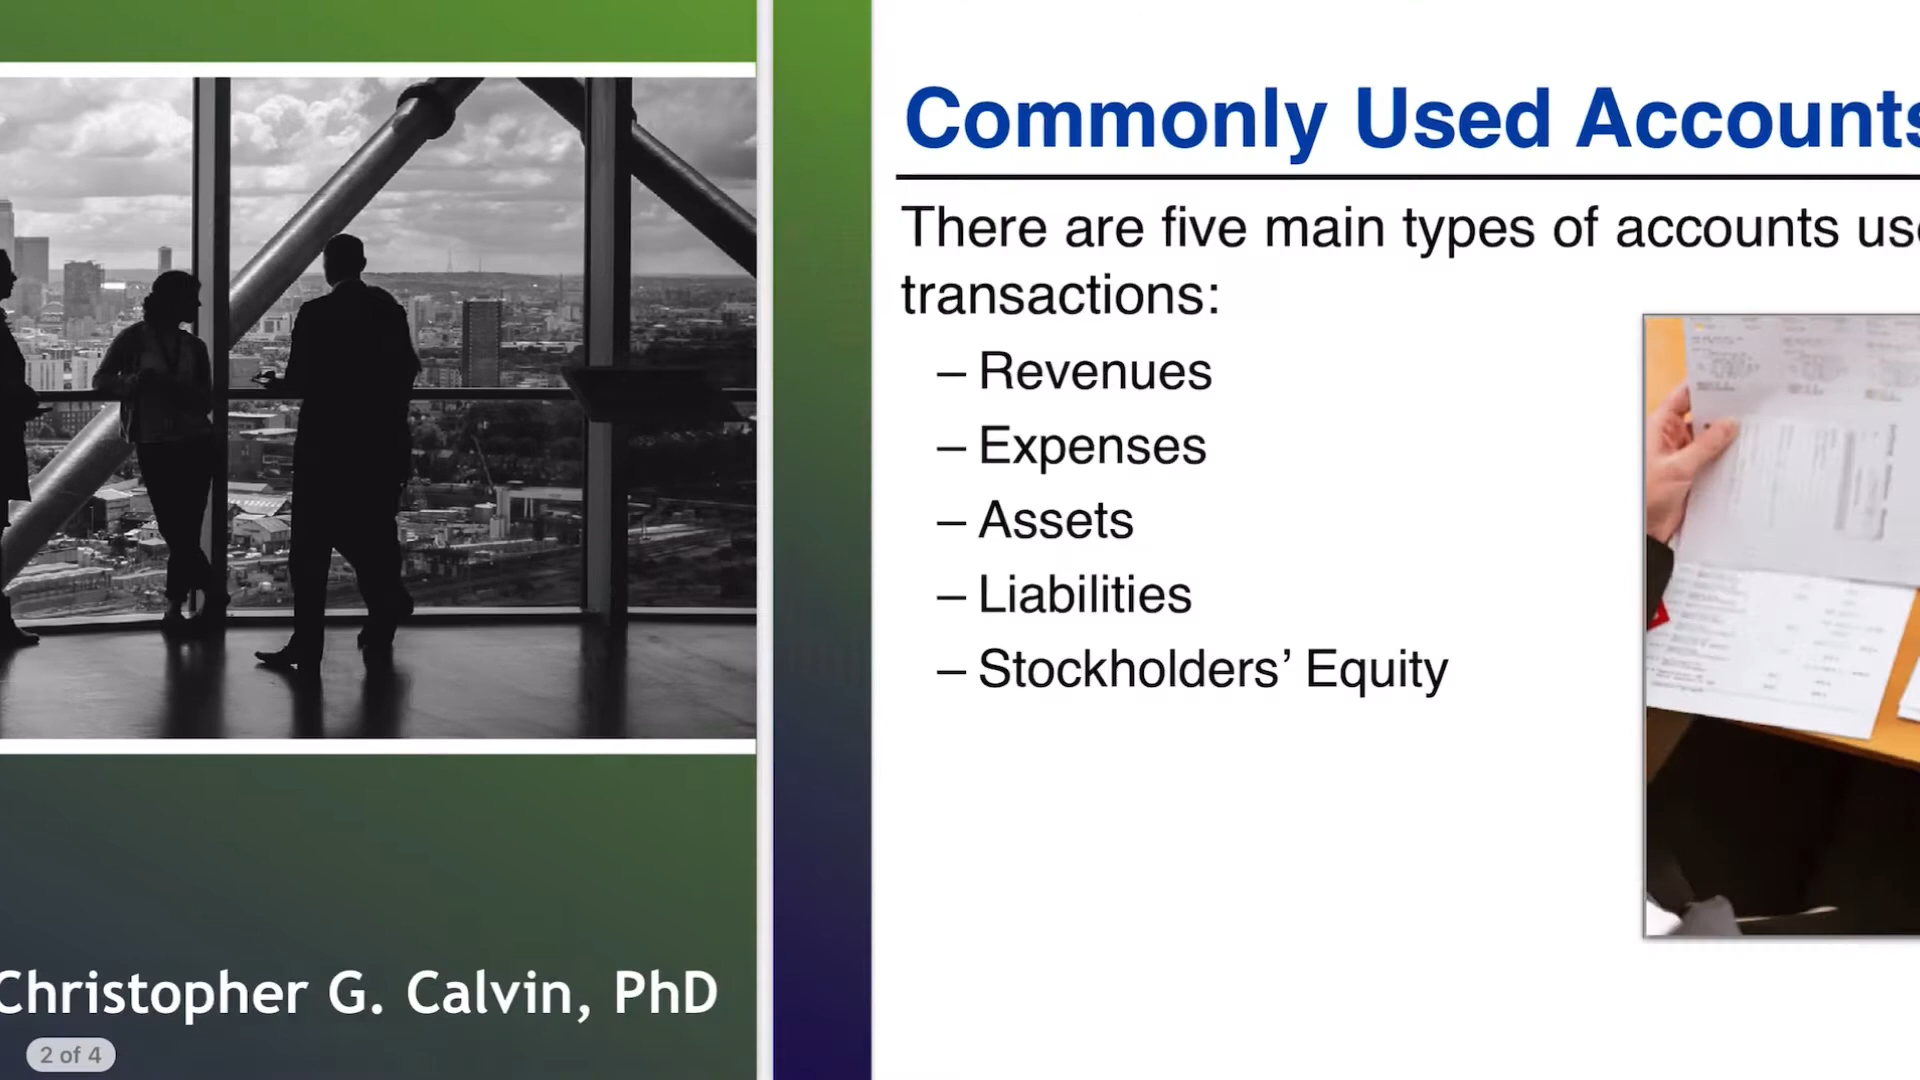 Christopher G. Calvin, PhD
2 of 4
Commonly Used Accounts
There are five main types of accounts
transactions:
– Revenues
– Expenses
– Assets
– Liabilities
– Stockholders’ Equity